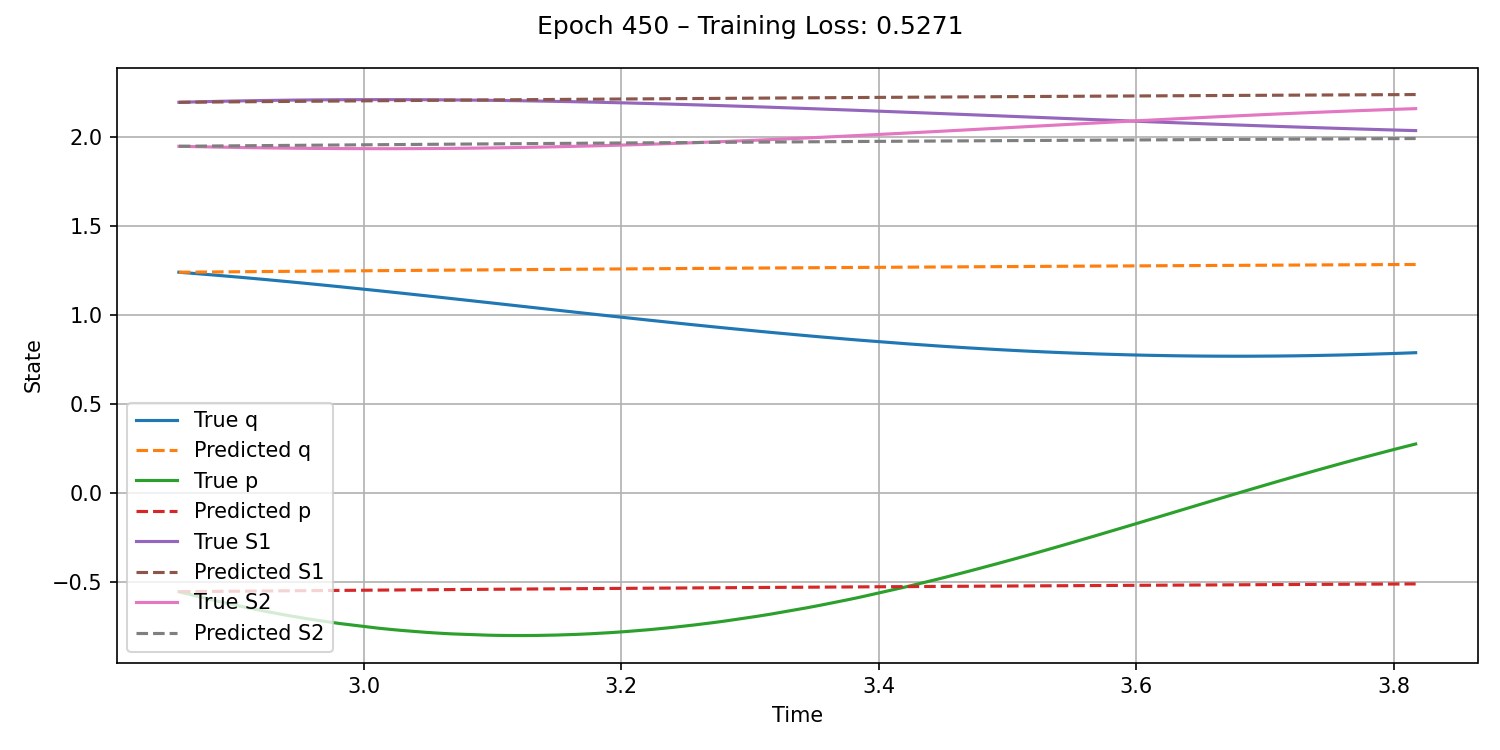 Epoch 450 – Training Loss: 0.5271
2.0
1.5
1.0
0.5
0.0
−0.5
State
True q
Predicted q
True p
Predicted p
True S1
Predicted S1
True S2
Predicted S2
3.0
3.2
3.4
3.6
3.8
Time